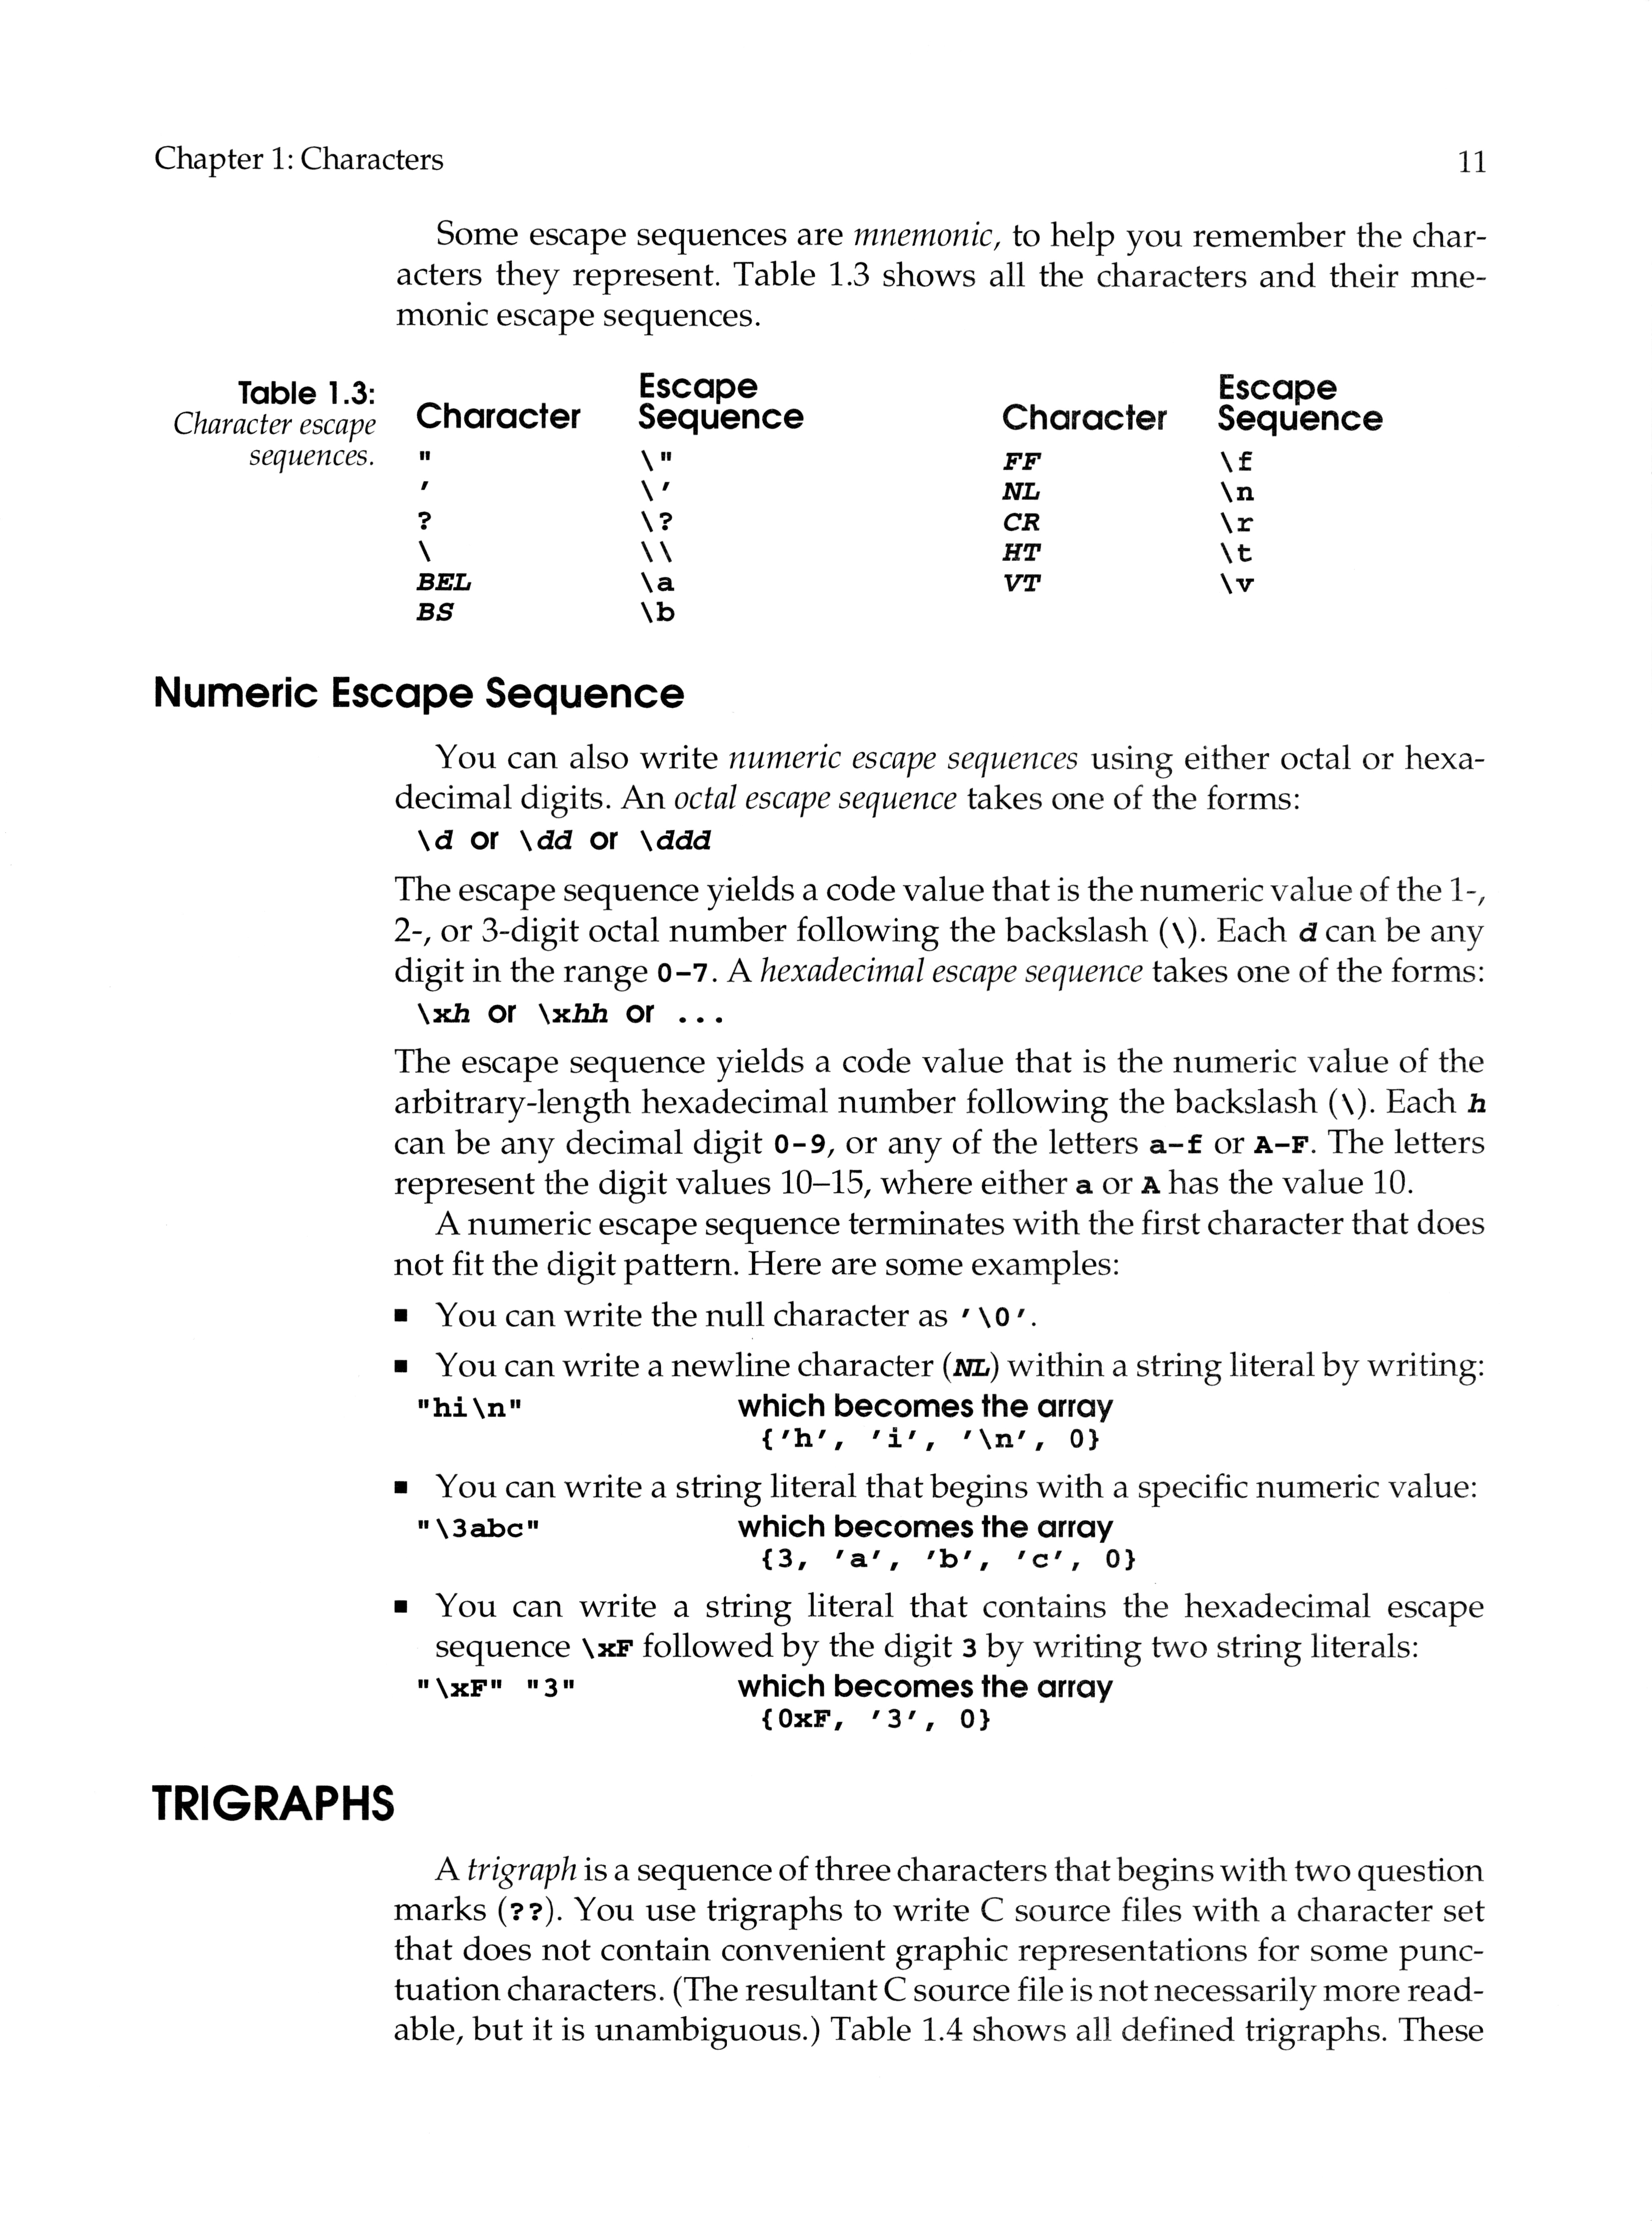 Chapter 1: Characters 11
Some escape sequences are mnemonic, to help you remember the char-
acters they represent. Table 1.3 shows all the characters and their mne-
monic escape sequences.
Table 1.3:
Character escape
sequences.
Character Escape Sequence Character Escape Sequence
" \" FF \f
' \' NL \n
? \? CR \r
\ \\ HT \t
BEL \a VT \v
BS \b
Numeric Escape Sequence
You can also write numeric escape sequences using either octal or hexa-
decimal digits. An octal escape sequence takes one of the forms:
\d or \dd or \ddd
The escape sequence yields a code value that is the numeric value of the 1-,
2-, or 3-digit octal number following the backslash (\). Each d can be any
digit in the range 0-7. A hexadecimal escape sequence takes one of the forms:
\xh or \xhh or ...
The escape sequence yields a code value that is the numeric value of the
arbitrary-length hexadecimal number following the backslash (\). Each h
can be any decimal digit 0-9, or any of the letters a-f or A-F. The letters
represent the digit values 10–15, where either a or A has the value 10.
A numeric escape sequence terminates with the first character that does
not fit the digit pattern. Here are some examples:
▪ You can write the null character as '\0'.
▪ You can write a newline character (NL) within a string literal by writing:
"hi\n" which becomes the array
{'h', 'i', '\n', 0}
▪ You can write a string literal that begins with a specific numeric value:
"\3abc" which becomes the array
{3, 'a', 'b', 'c', 0}
▪ You can write a string literal that contains the hexadecimal escape
sequence \xF followed by the digit 3 by writing two string literals:
"\xF" "3" which becomes the array
{0xF, '3', 0}
TRIGRAPHS
A trigraph is a sequence of three characters that begins with two question
marks (??). You use trigraphs to write C source files with a character set
that does not contain convenient graphic representations for some punc-
tuation characters. (The resultant C source file is not necessarily more read-
able, but it is unambiguous.) Table 1.4 shows all defined trigraphs. These